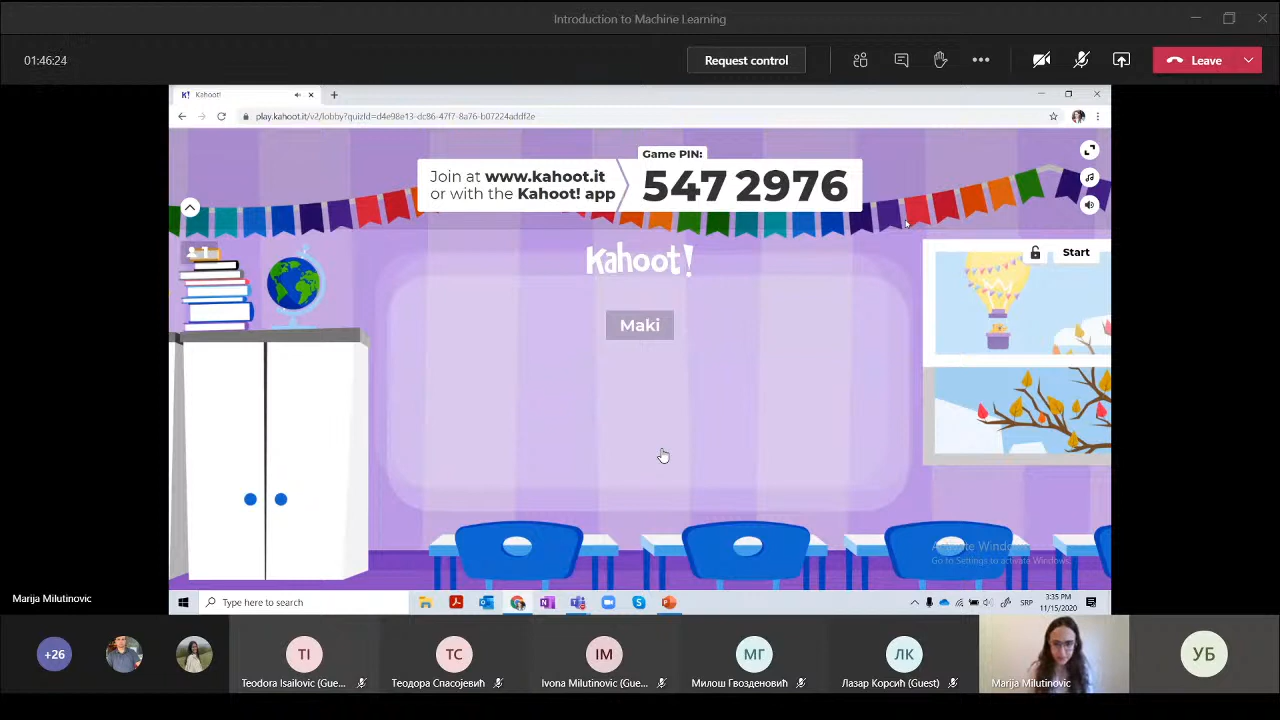 Introduction to Machine Learning
01:46:24
Request control
Leave
K! Kahoot!
play.kahoot.it/v2/lobby?quizId=d4e98e13-dc86-47f7-8a76-b07224addf2e
Game PIN:
Join at www.kahoot.it
or with the Kahoot! app
547 2976
1
Kahoot!
Start
Maki
Activate Windows
Go to Settings to activate Windows.
Marija Milutinovic
Type here to search
SRP
3:35 PM
11/15/2020
+26
TI
TC
IM
МГ
ЛК
УБ
Teodora Isailovic (Gue...
Теодора Спасојевић
Ivona Milutinovic (Gue...
Милош Гвозденовић
Лазар Корсић (Guest)
Marija Milutinovic